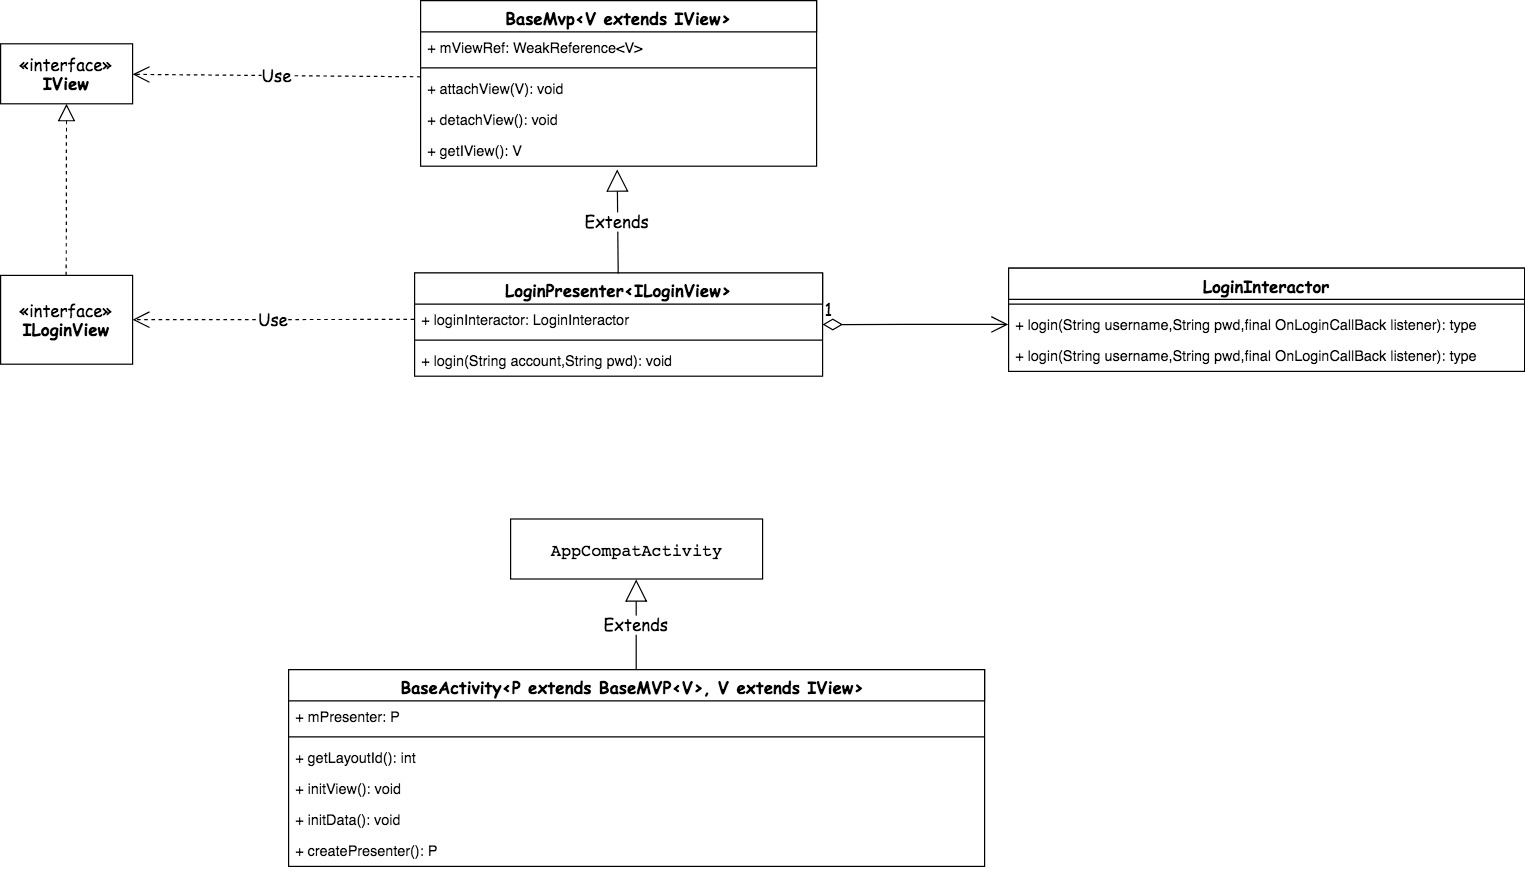 BaseMvp<V extends IView>
+ mViewRef: WeakReference<V>
+ attachView(V): void
+ detachView(): void
+ getIView(): V
«interface»
IView
Use
Extends
«interface»
ILoginView
Use
LoginPresenter<ILoginView>
+ loginInteractor: LoginInteractor
+ login(String account,String pwd): void
1
LoginInteractor
+ login(String username,String pwd,final OnLoginCallBack listener): type
+ login(String username,String pwd,final OnLoginCallBack listener): type
AppCompatActivity
Extends
BaseActivity<P extends BaseMVP<V>, V extends IView>
+ mPresenter: P
+ getLayoutId(): int
+ initView(): void
+ initData(): void
+ createPresenter(): P